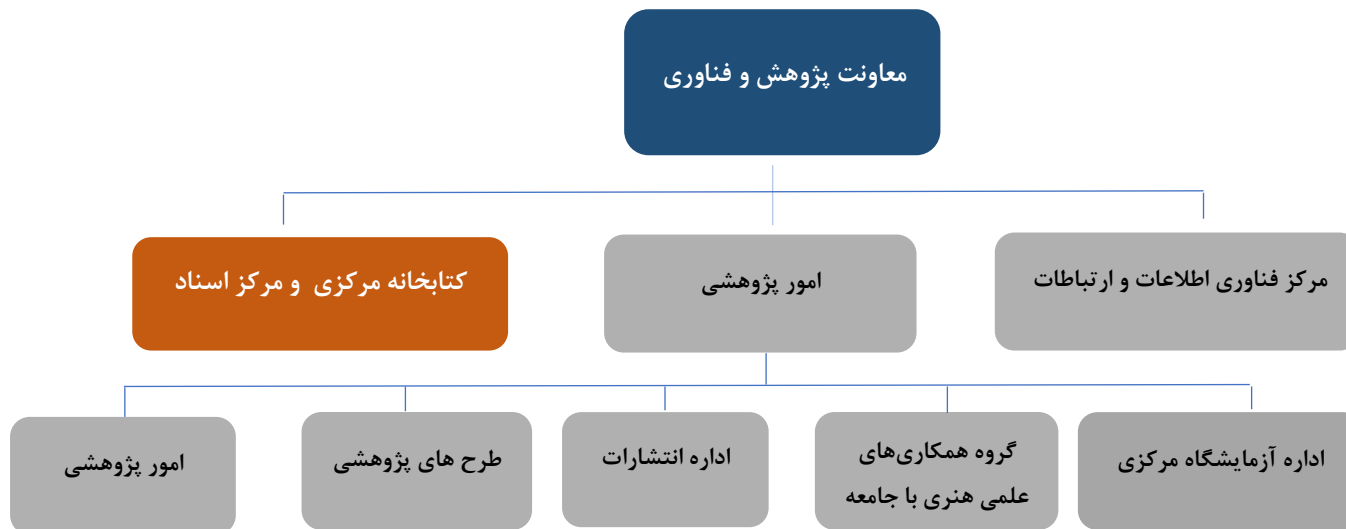 معاونت پژوهش و فناوری
مرکز فناوری اطلاعات و ارتباطات
امور پژوهشی
کتابخانه مرکزی و مرکز اسناد
اداره آزمایشگاه مرکزی
گروه همکاری‌های
علمی هنری با جامعه
اداره انتشارات
طرح های پژوهشی
امور پژوهشی